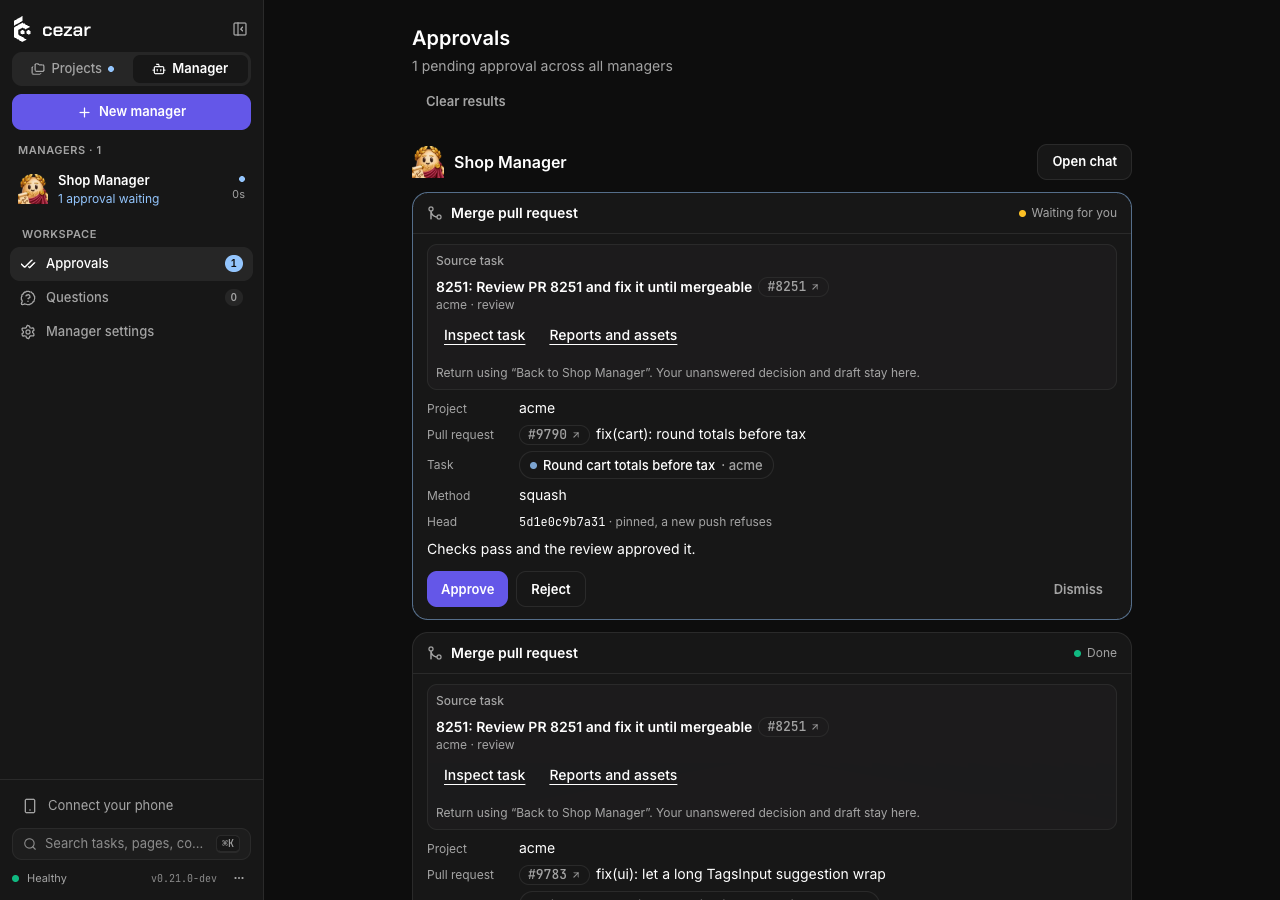 cezar
Projects
Manager
New manager
MANAGERS · 1
Shop Manager
1 approval waiting
0s
WORKSPACE
Approvals
1
Questions
0
Manager settings
Connect your phone
Search tasks, pages, co...
⌘K
Healthy
v0.21.0-dev
Approvals
1 pending approval across all managers
Clear results
Shop Manager
Open chat
Merge pull request
Waiting for you
Source task
8251: Review PR 8251 and fix it until mergeable #8251 ↗
acme · review
Inspect task Reports and assets
Return using “Back to Shop Manager”. Your unanswered decision and draft stay here.
Project acme
Pull request #9790 ↗ fix(cart): round totals before tax
Task Round cart totals before tax · acme
Method squash
Head 5d1e0c9b7a31 · pinned, a new push refuses
Checks pass and the review approved it.
Approve Reject Dismiss
Merge pull request
Done
Source task
8251: Review PR 8251 and fix it until mergeable #8251 ↗
acme · review
Inspect task Reports and assets
Return using “Back to Shop Manager”. Your unanswered decision and draft stay here.
Project acme
Pull request #9783 ↗ fix(ui): let a long TagsInput suggestion wrap